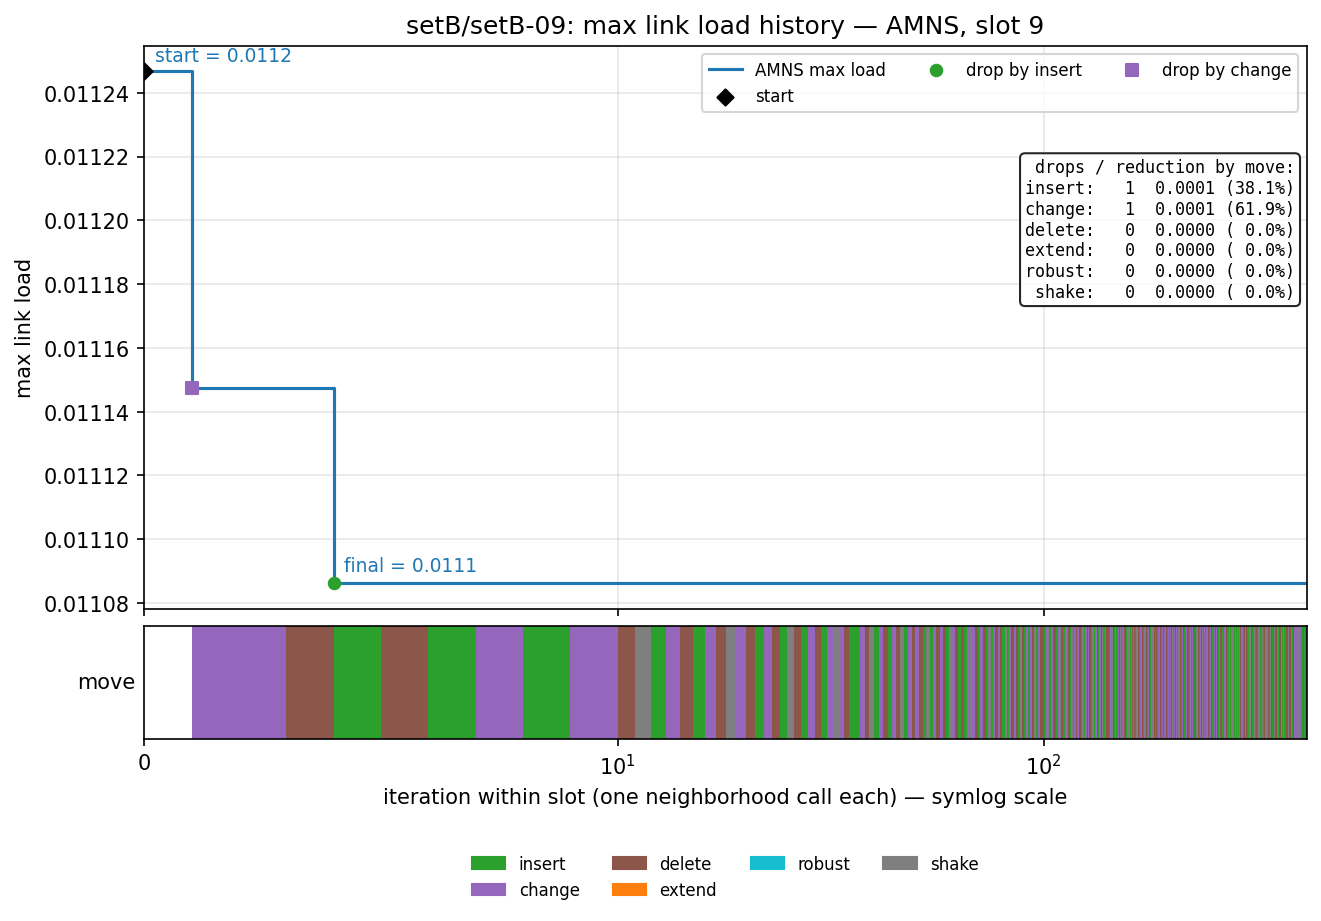 setB/setB-09: max link load history — AMNS, slot 9
start = 0.0112
AMNS max load
drop by insert
drop by change
start
drops / reduction by move:
insert: 1 0.0001 (38.1%)
change: 1 0.0001 (61.9%)
delete: 0 0.0000 ( 0.0%)
extend: 0 0.0000 ( 0.0%)
robust: 0 0.0000 ( 0.0%)
shake: 0 0.0000 ( 0.0%)
max link load
0.01124
0.01122
0.01120
0.01118
0.01116
0.01114
0.01112
0.01110
0.01108
final = 0.0111
move
0
10¹
10²
iteration within slot (one neighborhood call each) — symlog scale
insert
delete
robust
shake
change
extend